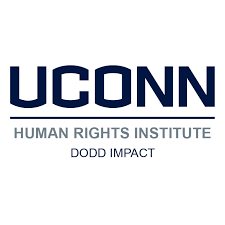 UCONN
HUMAN RIGHTS INSTITUTE
DODD IMPACT